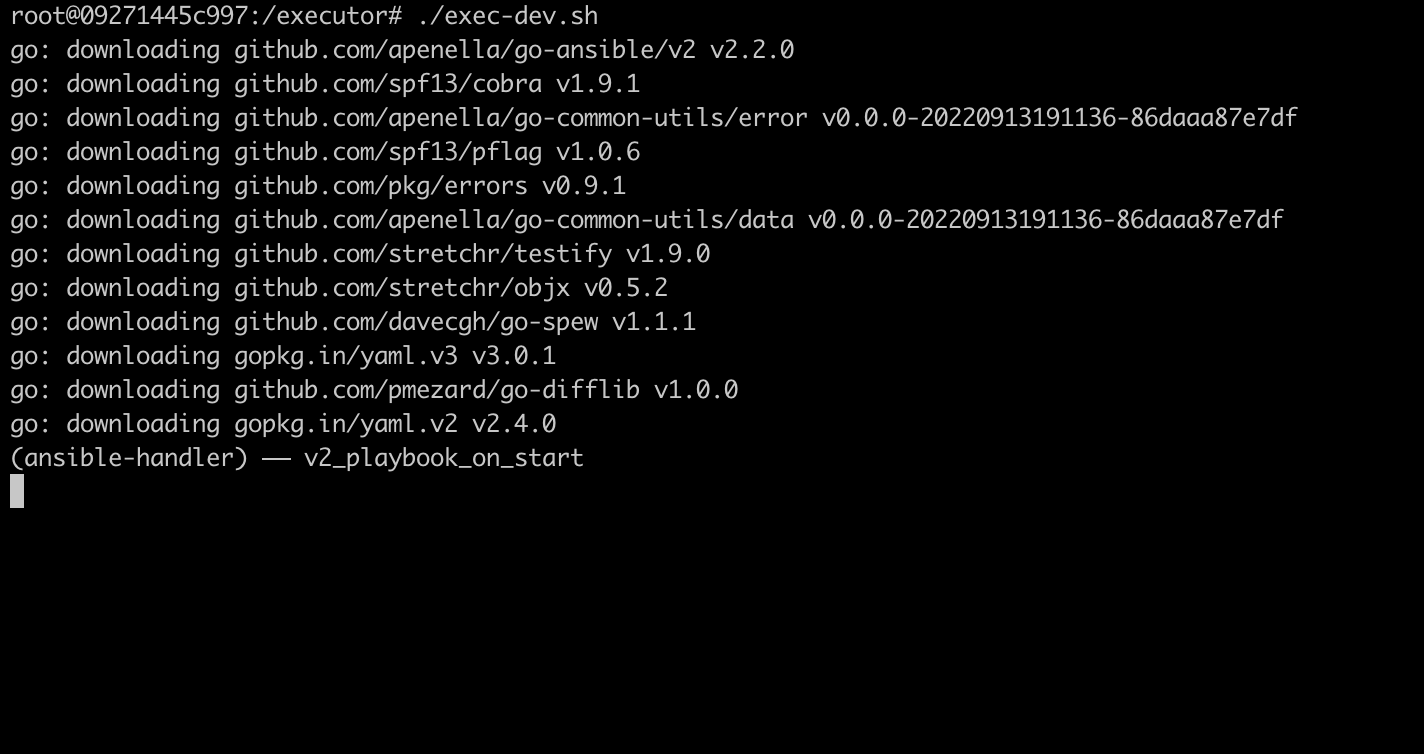 root@09271445c997:/executor# ./exec-dev.sh
go: downloading github.com/apenella/go-ansible/v2 v2.2.0
go: downloading github.com/spf13/cobra v1.9.1
go: downloading github.com/apenella/go-common-utils/error v0.0.0-20220913191136-86daaa87e7df
go: downloading github.com/spf13/pflag v1.0.6
go: downloading github.com/pkg/errors v0.9.1
go: downloading github.com/apenella/go-common-utils/data v0.0.0-20220913191136-86daaa87e7df
go: downloading github.com/stretchr/testify v1.9.0
go: downloading github.com/stretchr/objx v0.5.2
go: downloading github.com/davecgh/go-spew v1.1.1
go: downloading gopkg.in/yaml.v3 v3.0.1
go: downloading github.com/pmezard/go-difflib v1.0.0
go: downloading gopkg.in/yaml.v2 v2.4.0
(ansible-handler) –– v2_playbook_on_start